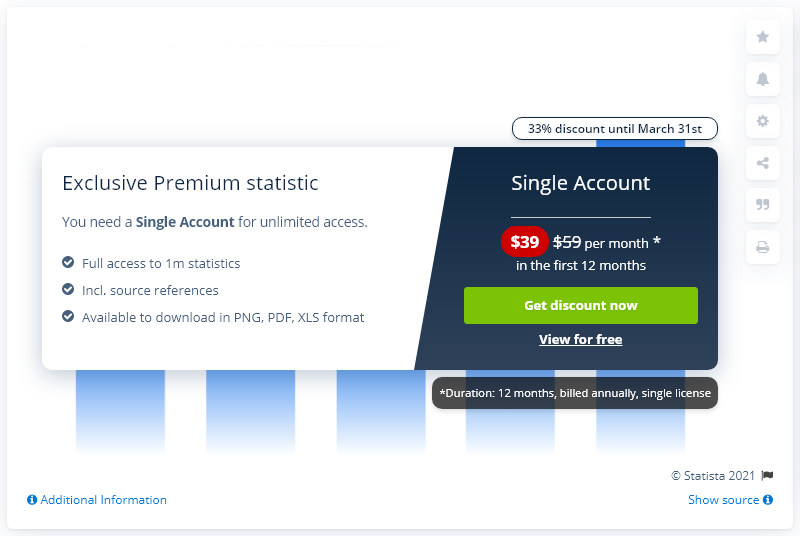 33% discount until March 31st
Exclusive Premium statistic
You need a Single Account for unlimited access.
Full access to 1m statistics
Incl. source references
Available to download in PNG, PDF, XLS format
Single Account
$39 $59 per month *
in the first 12 months
Get discount now
View for free
*Duration: 12 months, billed annually, single license
© Statista 2021
Additional Information
Show source